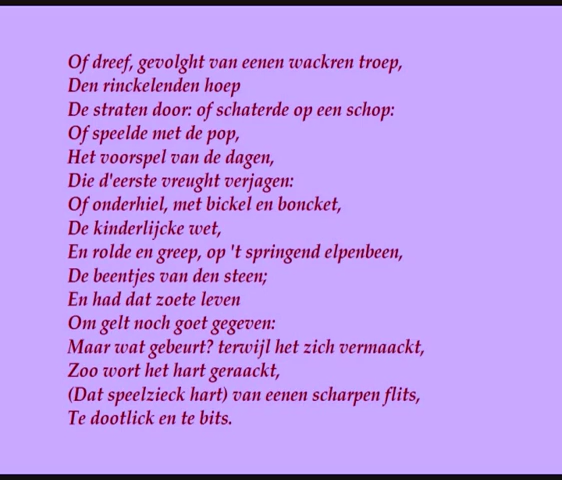 Of dreef, gevolght van eenen wackren troep,
Den rinckelenden hoep
De straten door: of schaterde op een schop:
Of speelde met de pop,
Het voorspel van de dagen,
Die d'eerste vreught verjagen:
Of onderhiel, met bickel en boncket,
De kinderlijcke wet,
En rolde en greep, op 't springend elpenbeen,
De beentjes van den steen;
En had dat zoete leven
Om gelt noch goet gegeven:
Maar wat gebeurt? terwijl het zich vermaackt,
Zoo wort het hart geraackt,
(Dat speelzieck hart) van eenen scharpen flits,
Te dootlick en te bits.